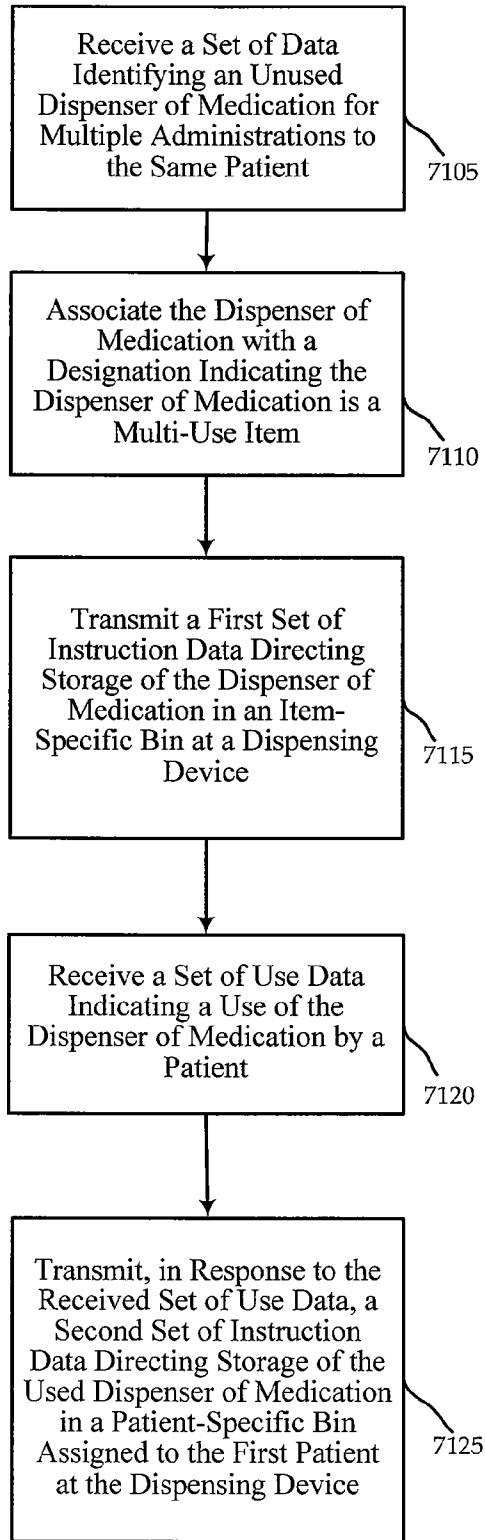 Receive a Set of Data
Identifying an Unused
Dispenser of Medication for
Multiple Administrations to
the Same Patient
7105
Associate the Dispenser of
Medication with a
Designation Indicating the
Dispenser of Medication is a
Multi-Use Item
7110
Transmit a First Set of
Instruction Data Directing
Storage of the Dispenser of
Medication in an Item-
Specific Bin at a Dispensing
Device
7115
Receive a Set of Use Data
Indicating a Use of the
Dispenser of Medication by a
Patient
7120
Transmit, in Response to the
Received Set of Use Data, a
Second Set of Instruction
Data Directing Storage of the
Used Dispenser of Medication
in a Patient-Specific Bin
Assigned to the First Patient
at the Dispensing Device
7125